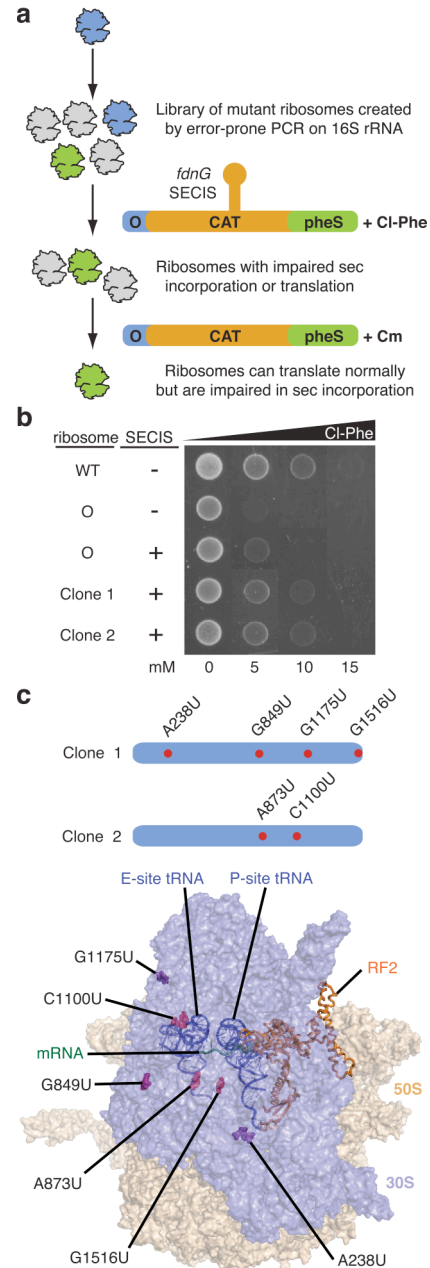 a
Library of mutant ribosomes created
by error-prone PCR on 16S rRNA
fdnG
SECIS
O CAT pheS + Cl-Phe
Ribosomes with impaired sec
incorporation or translation
O CAT pheS + Cm
Ribosomes can translate normally
but are impaired in sec incorporation
b
ribosome SECIS Cl-Phe
WT -
O -
O +
Clone 1 +
Clone 2 +
mM 0 5 10 15
c
A238U G849U G1175U G1516U
Clone 1
A873U C1100U
Clone 2
E-site tRNA P-site tRNA
G1175U
RF2
C1100U
mRNA
G849U
50S
A873U
30S
G1516U
A238U